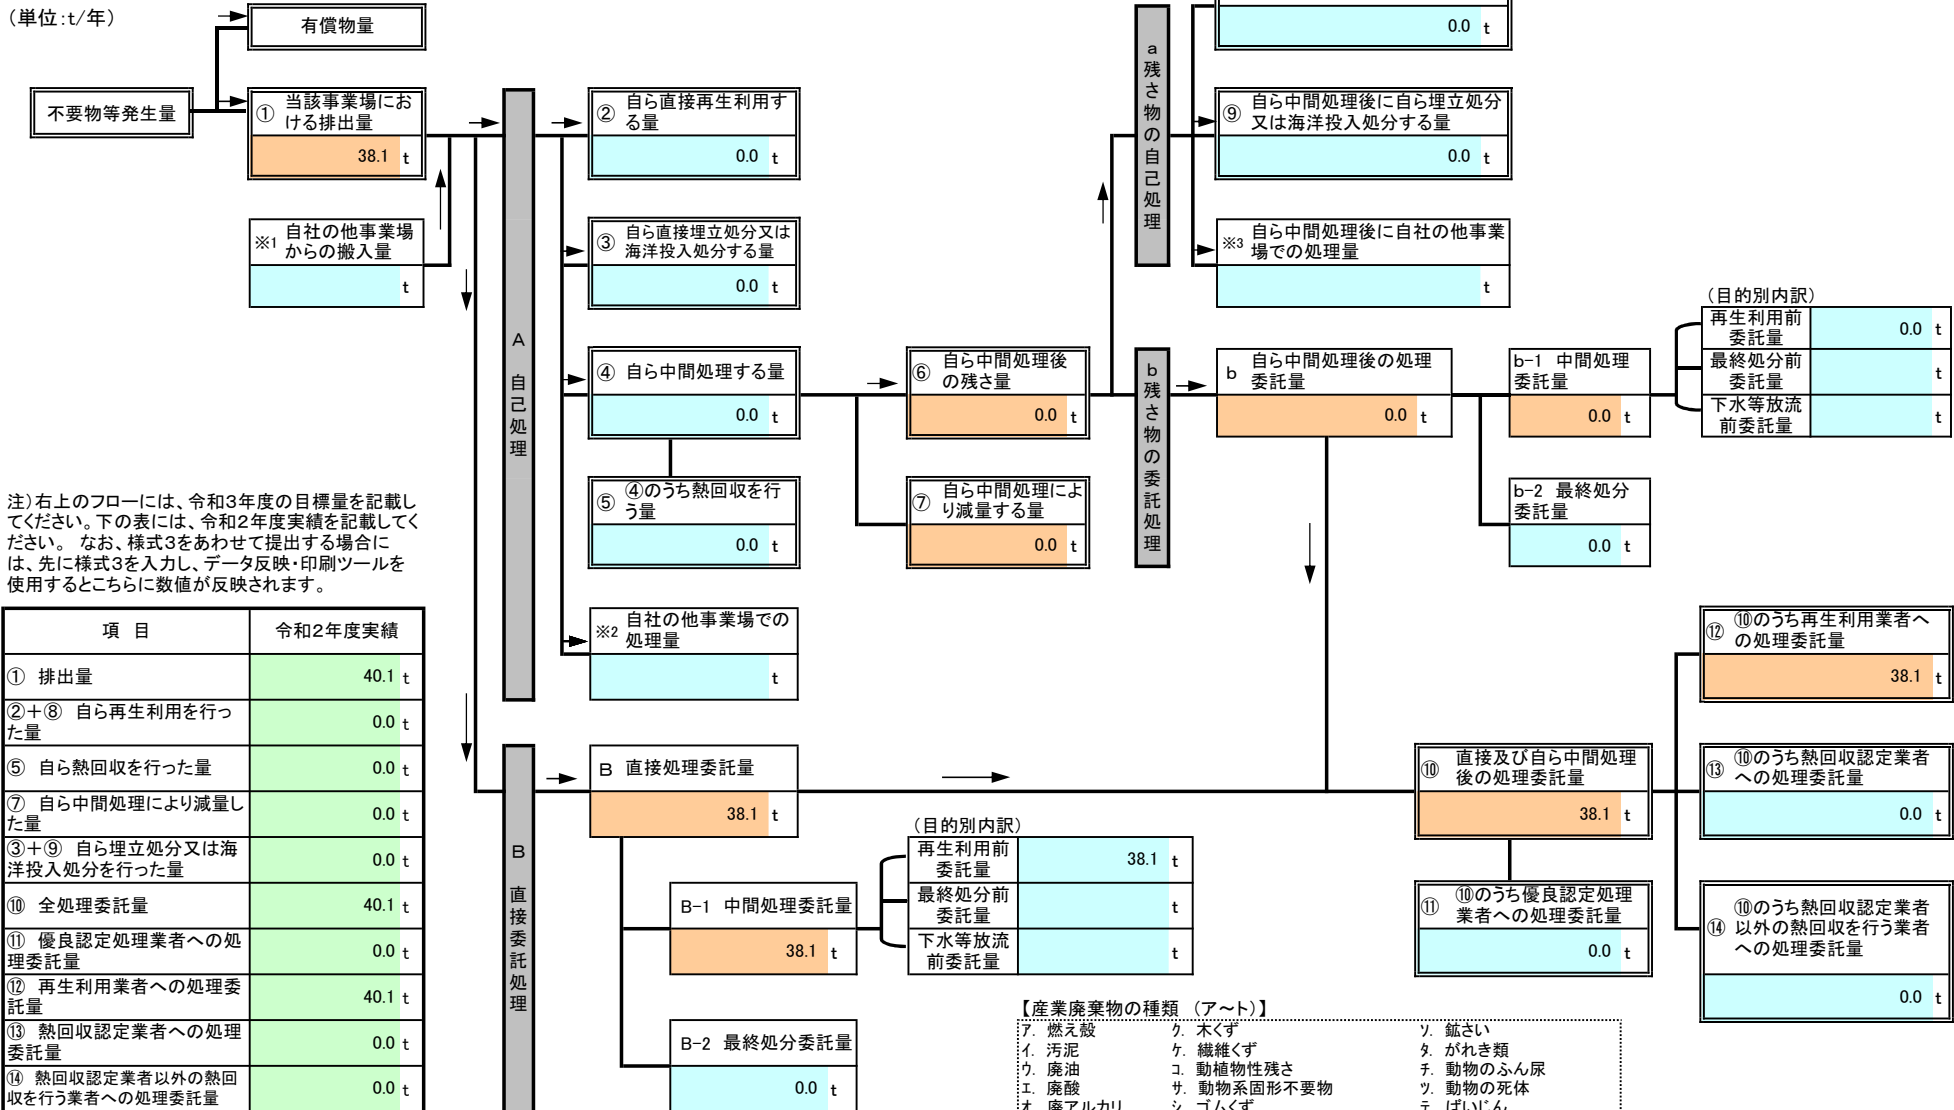 (単位:t/年)
有償物量
不要物等発生量
① 当該事業場にお
ける排出量
38.1 t
※1 自社の他事業場
からの搬入量
t
A 自己処理
② 自ら直接再生利用す
る量
0.0 t
③ 自ら直接埋立処分又は
海洋投入処分する量
0.0 t
④ 自ら中間処理する量
0.0 t
⑤ ④のうち熱回収を行
う量
0.0 t
※2 自社の他事業場での
処理量
t
⑥ 自ら中間処理後
の残さ量
0.0 t
⑦ 自ら中間処理によ
り減量する量
0.0 t
a 残さ物の自己処理
0.0 t
⑨ 自ら中間処理後に自ら埋立処分
又は海洋投入処分する量
0.0 t
※3 自ら中間処理後に自社の他事業
場での処理量
t
b 残さ物の委託処理
b 自ら中間処理後の処理
委託量
0.0 t
b-1 中間処理
委託量
0.0 t
(目的別内訳)
再生利用前
委託量
0.0 t
最終処分前
委託量
t
下水等放流
前委託量
t
b-2 最終処分
委託量
0.0 t
注)右上のフローには、令和3年度の目標量を記載し
てください。下の表には、令和2年度実績を記載してく
ださい。 なお、様式3をあわせて提出する場合に
は、先に様式3を入力し、データ反映・印刷ツールを
使用するとこちらに数値が反映されます。
項 目 令和2年度実績
① 排出量 40.1 t
②+⑧ 自ら再生利用を行っ
た量 0.0 t
⑤ 自ら熱回収を行った量 0.0 t
⑦ 自ら中間処理により減量し
た量 0.0 t
③+⑨ 自ら埋立処分又は海
洋投入処分を行った量 0.0 t
⑩ 全処理委託量 40.1 t
⑪ 優良認定処理業者への処
理委託量 0.0 t
⑫ 再生利用業者への処理委
託量 40.1 t
⑬ 熱回収認定業者への処理
委託量 0.0 t
⑭ 熱回収認定業者以外の熱回
収を行う業者への処理委託量 0.0 t
B 直接委託処理
B 直接処理委託量
38.1 t
B-1 中間処理委託量
38.1 t
(目的別内訳)
再生利用前
委託量
38.1 t
最終処分前
委託量
t
下水等放流
前委託量
t
B-2 最終処分委託量
0.0 t
⑩ 直接及び自ら中間処理
後の処理委託量
38.1 t
⑪ ⑩のうち優良認定処理
業者への処理委託量
0.0 t
⑫ ⑩のうち再生利用業者へ
の処理委託量
38.1 t
⑬ ⑩のうち熱回収認定業者
への処理委託量
0.0 t
⑭ ⑩のうち熱回収認定業者
以外の熱回収を行う業者
への処理委託量
0.0 t
【産業廃棄物の種類 (ア~ト)】
ア. 燃え殻 ク. 木くず ソ. 鉱さい
イ. 汚泥 ケ. 繊維くず タ. がれき類
ウ. 廃油 コ. 動植物性残さ チ. 動物のふん尿
エ. 廃酸 サ. 動物系固形不要物 ツ. 動物の死体
オ. 廃アルカリ シ. ゴムくず テ. ばいじん